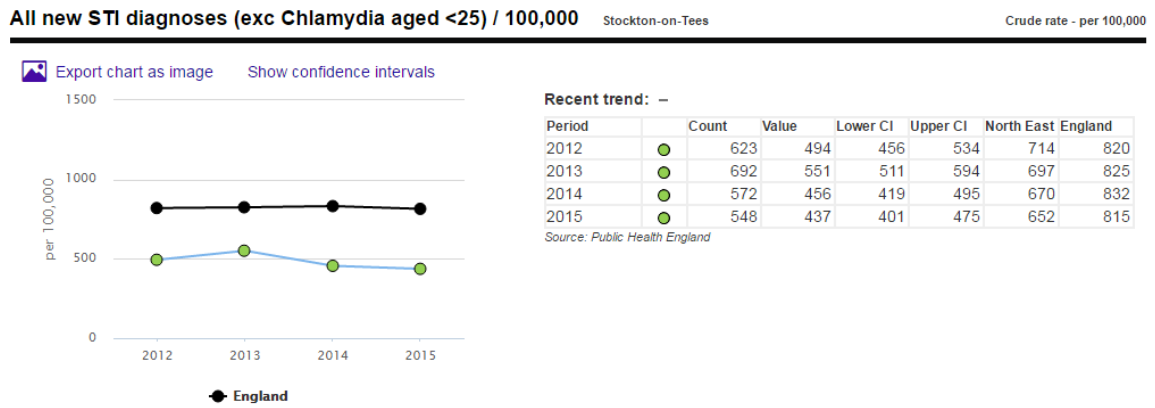 All new STI diagnoses (exc Chlamydia aged <25) / 100,000 Stockton-on-Tees Crude rate - per 100,000
Export chart as image Show confidence intervals
1500
1000
500
0
per 100,000
2012 2013 2014 2015
England
Recent trend: –
Period Count Value Lower CI Upper CI North East England
2012 623 494 456 534 714 820
2013 692 551 511 594 697 825
2014 572 456 419 495 670 832
2015 548 437 401 475 652 815
Source: Public Health England